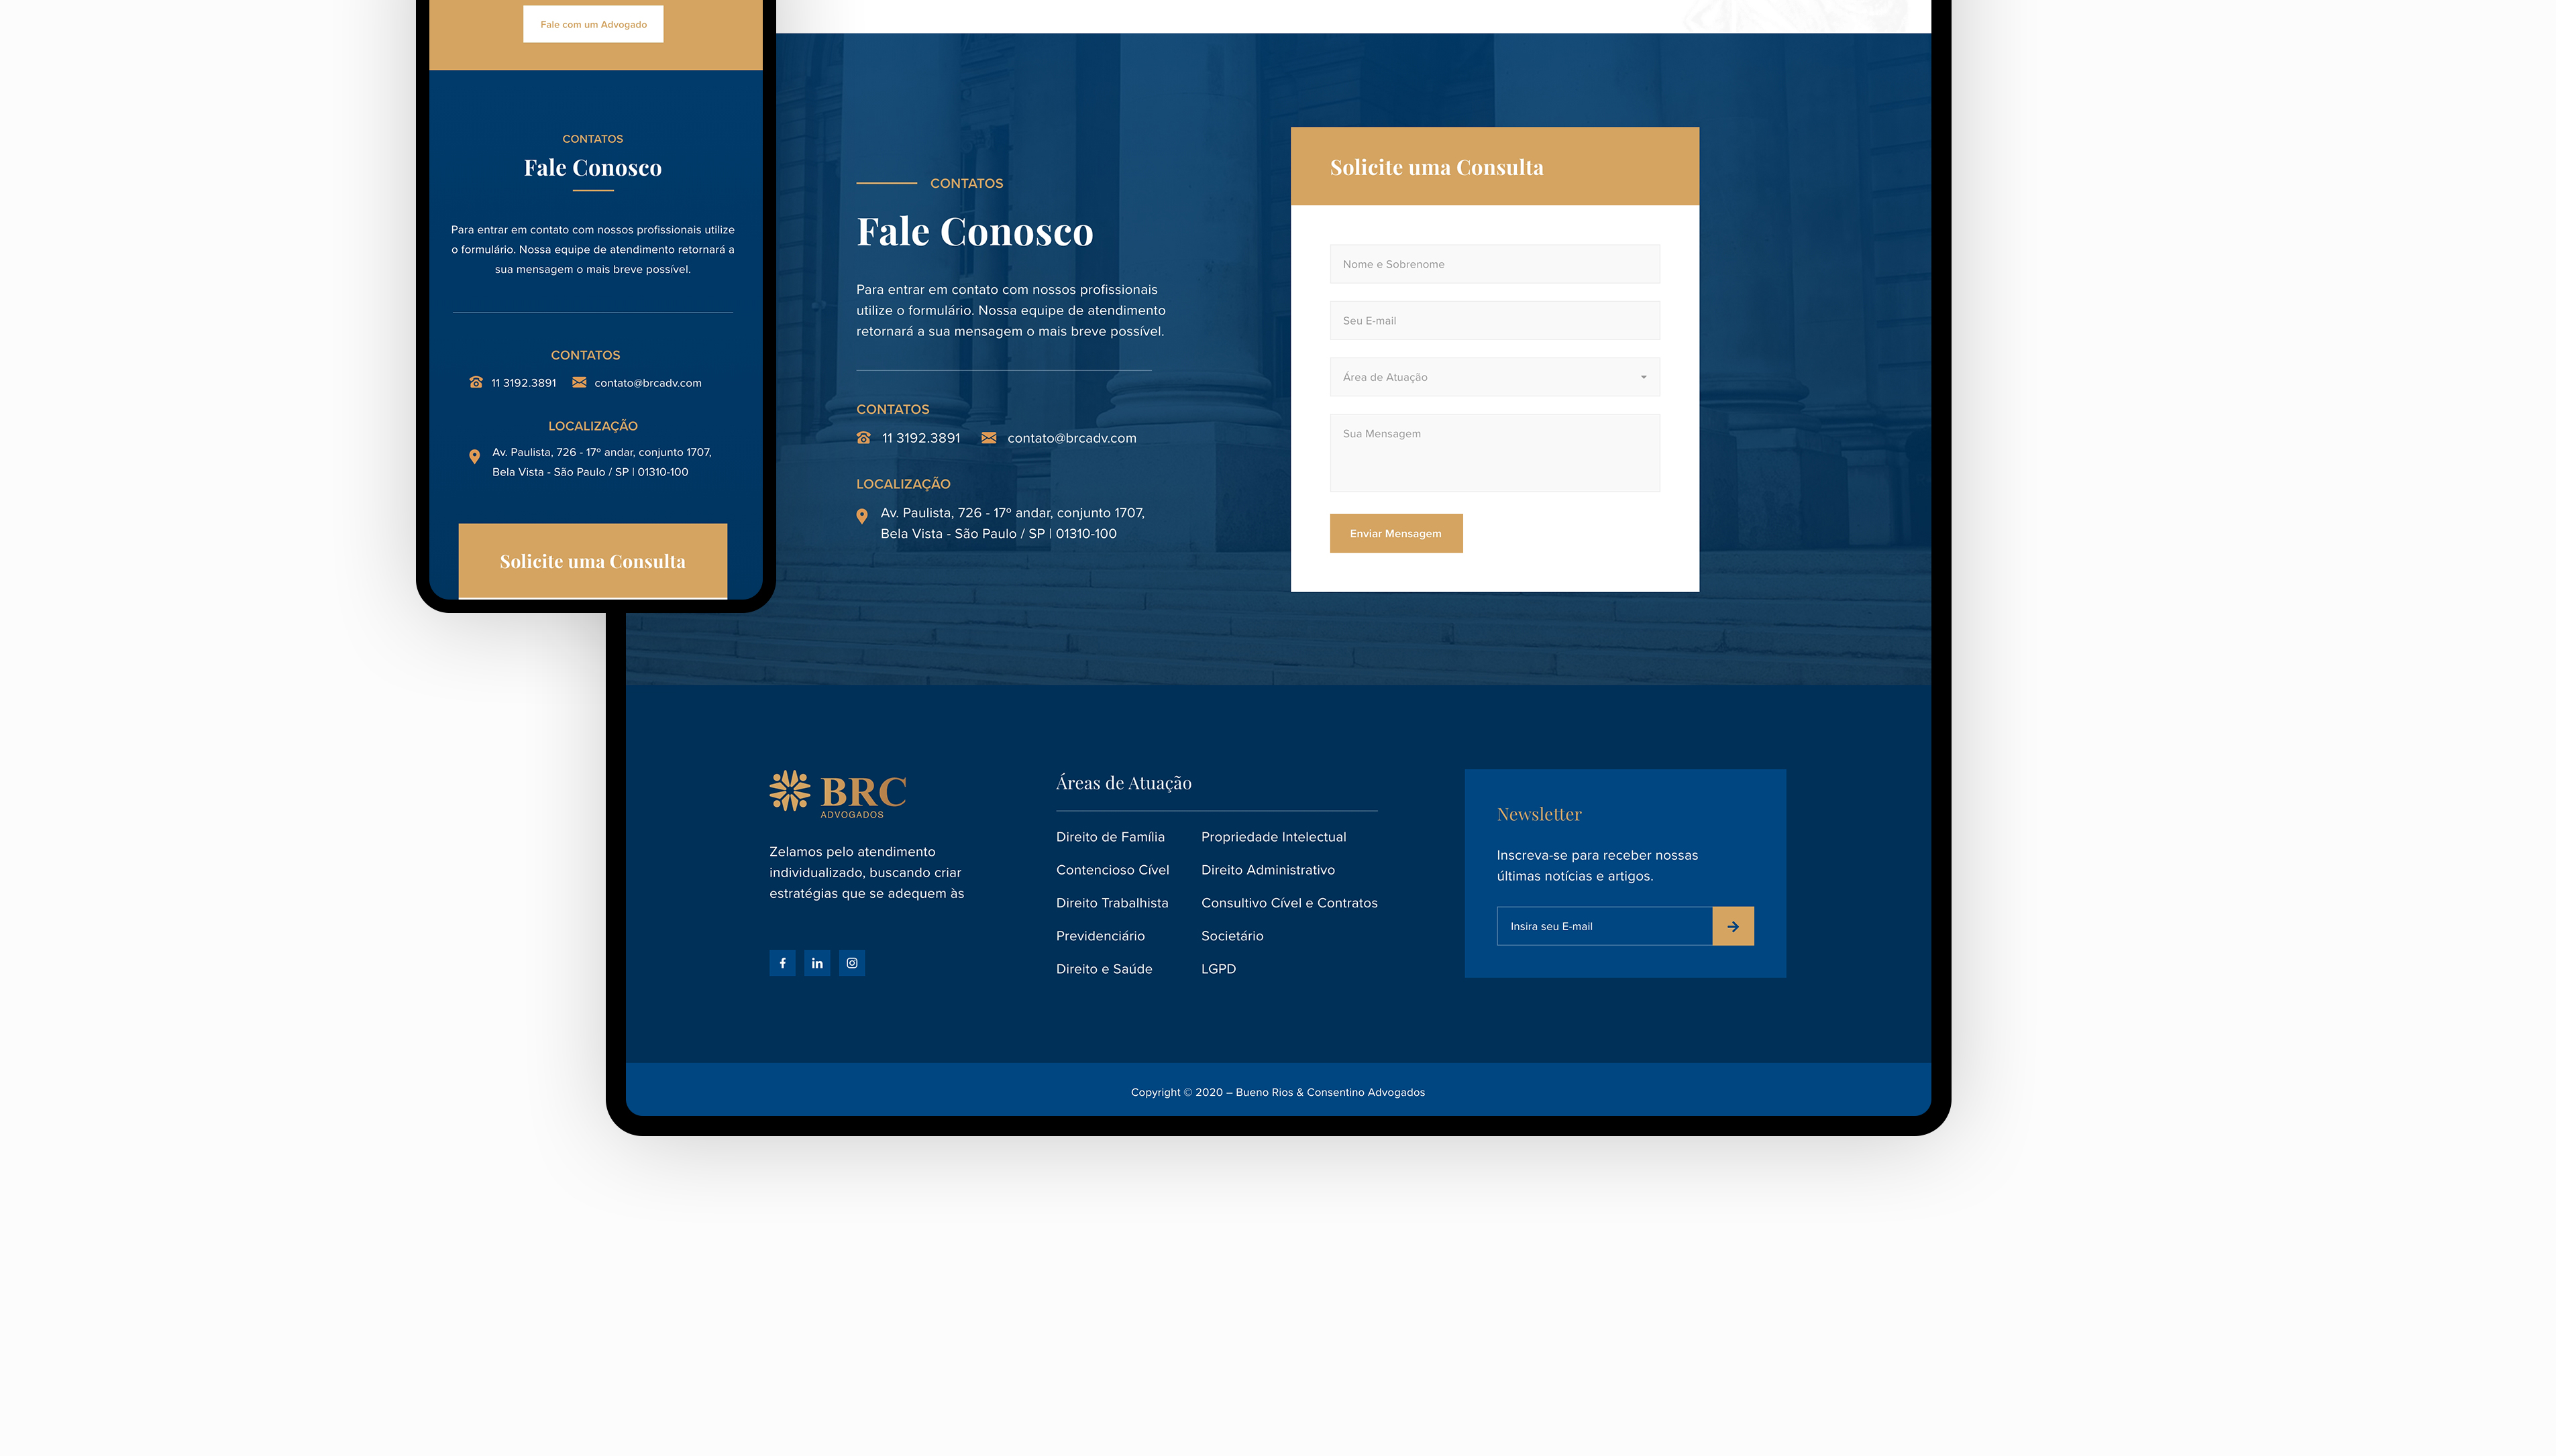 Fale com um Advogado
CONTATOS
Fale Conosco
Para entrar em contato com nossos profissionais utilize
o formulário. Nossa equipe de atendimento retornará a
sua mensagem o mais breve possível.
CONTATOS
11 3192.3891 contato@brcadv.com
LOCALIZAÇÃO
Av. Paulista, 726 - 17º andar, conjunto 1707,
Bela Vista - São Paulo / SP | 01310-100
Solicite uma Consulta
CONTATOS
Fale Conosco
Para entrar em contato com nossos profissionais
utilize o formulário. Nossa equipe de atendimento
retornará a sua mensagem o mais breve possível.
CONTATOS
11 3192.3891 contato@brcadv.com
LOCALIZAÇÃO
Av. Paulista, 726 - 17º andar, conjunto 1707,
Bela Vista - São Paulo / SP | 01310-100
Solicite uma Consulta
Nome e Sobrenome
Seu E-mail
Área de Atuação
Sua Mensagem
Enviar Mensagem
BRC
ADVOGADOS
Zelamos pelo atendimento
individualizado, buscando criar
estratégias que se adequem às
Áreas de Atuação
Direito de Família
Contencioso Cível
Direito Trabalhista
Previdenciário
Direito e Saúde
Propriedade Intelectual
Direito Administrativo
Consultivo Cível e Contratos
Societário
LGPD
Newsletter
Inscreva-se para receber nossas
últimas notícias e artigos.
Insira seu E-mail
Copyright © 2020 – Bueno Rios & Consentino Advogados